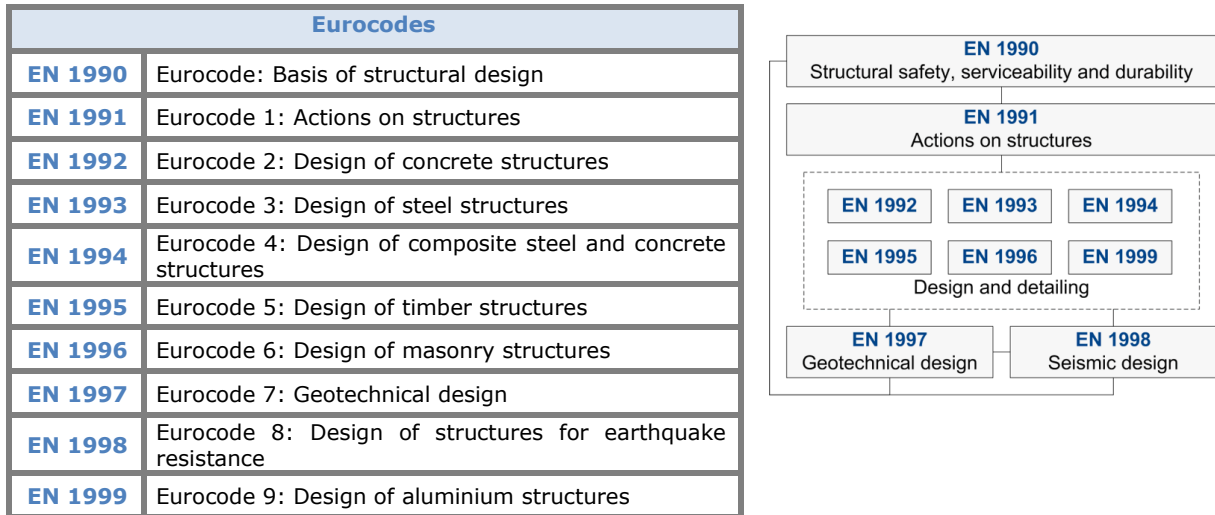 Eurocodes
EN 1990 Eurocode: Basis of structural design
EN 1991 Eurocode 1: Actions on structures
EN 1992 Eurocode 2: Design of concrete structures
EN 1993 Eurocode 3: Design of steel structures
EN 1994 Eurocode 4: Design of composite steel and concrete
structures
EN 1995 Eurocode 5: Design of timber structures
EN 1996 Eurocode 6: Design of masonry structures
EN 1997 Eurocode 7: Geotechnical design
EN 1998 Eurocode 8: Design of structures for earthquake
resistance
EN 1999 Eurocode 9: Design of aluminium structures
EN 1990
Structural safety, serviceability and durability
EN 1991
Actions on structures
EN 1992 EN 1993 EN 1994
EN 1995 EN 1996 EN 1999
Design and detailing
EN 1997
Geotechnical design
EN 1998
Seismic design